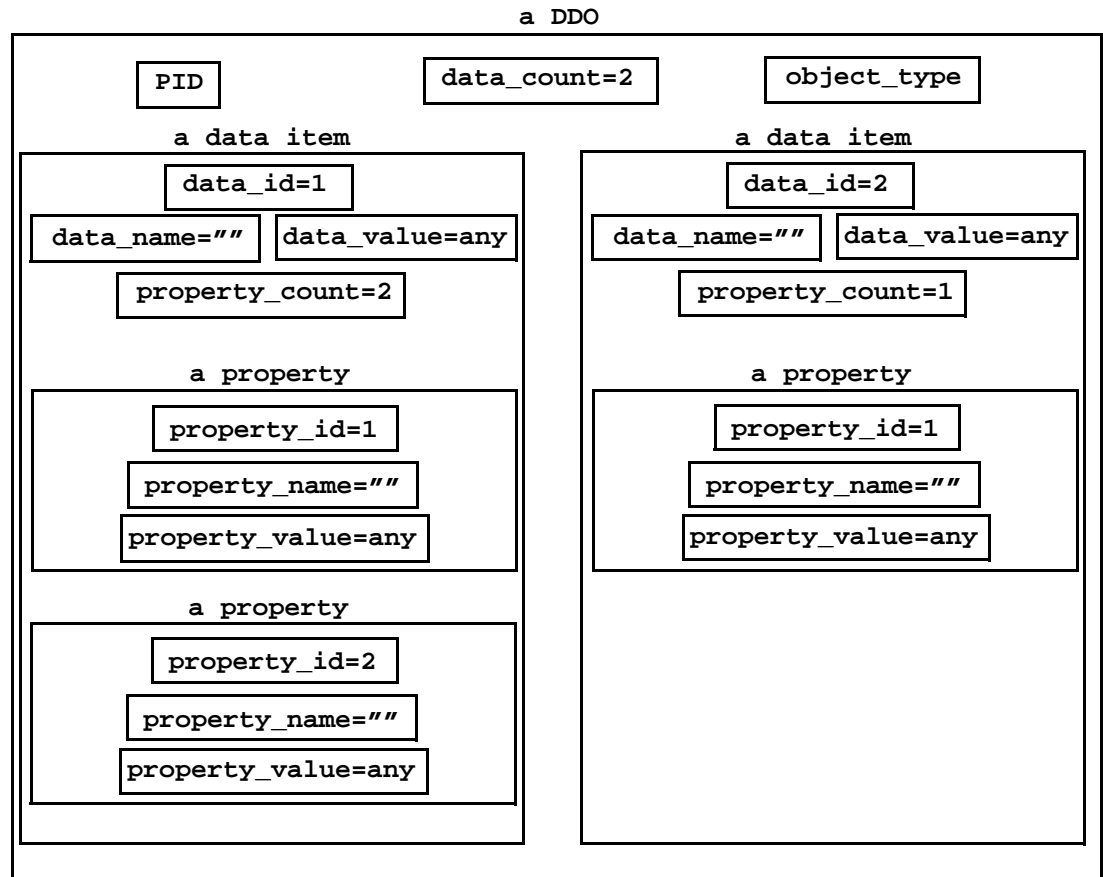 a DDO
PID
data_count=2
object_type
a data item
data_id=1
data_name=""
data_value=any
property_count=2
a property
property_id=1
property_name=""
property_value=any
a property
property_id=2
property_name=""
property_value=any
a data item
data_id=2
data_name=""
data_value=any
property_count=1
a property
property_id=1
property_name=""
property_value=any